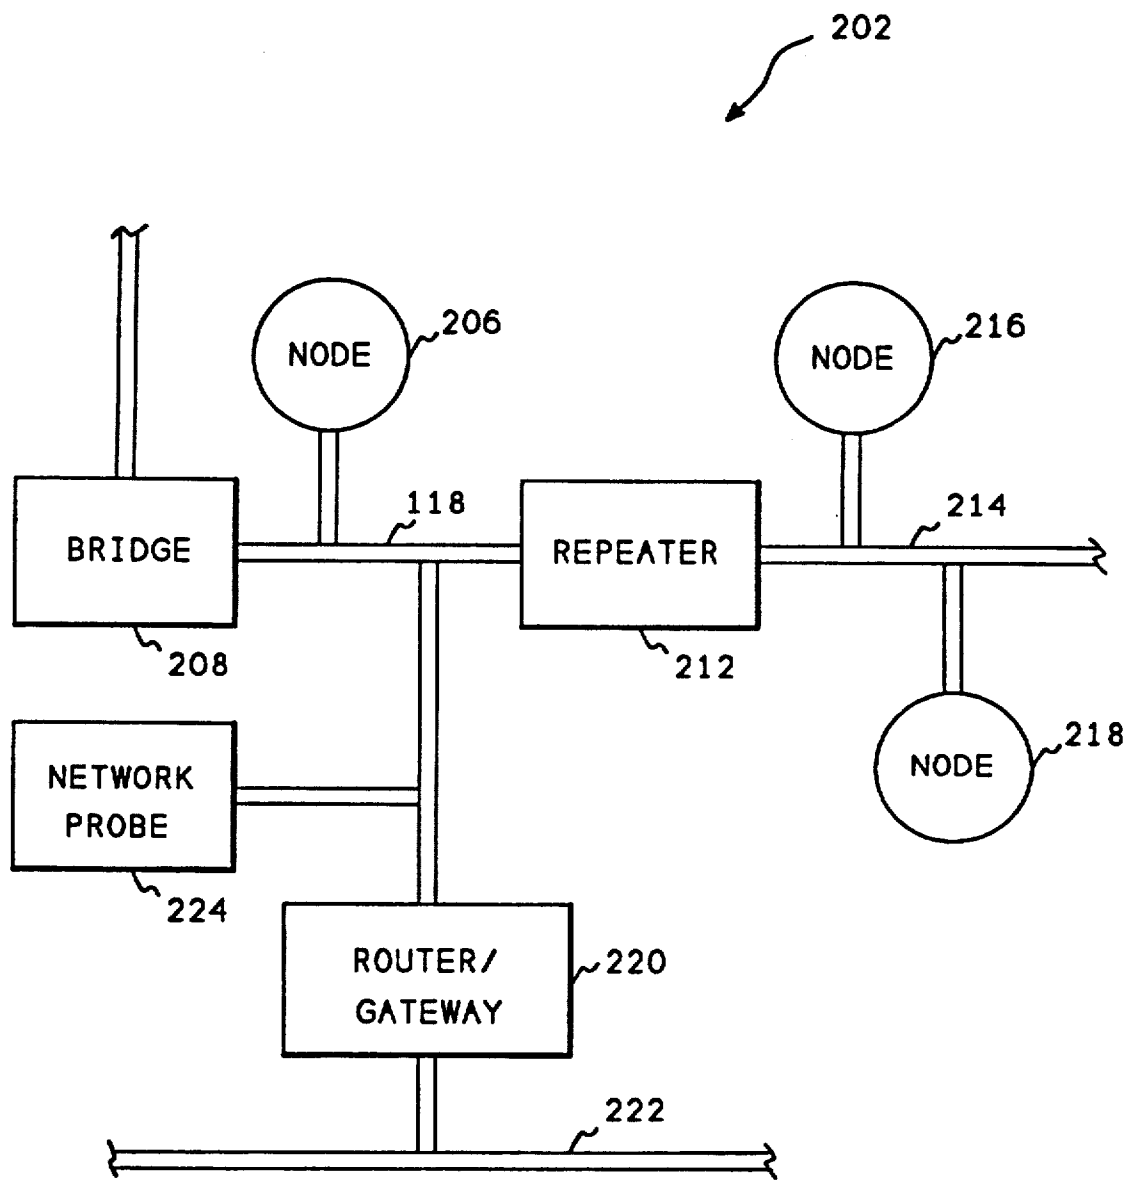 202
NODE
206
NODE
216
118
214
BRIDGE
REPEATER
208
212
NETWORK
PROBE
224
NODE
218
ROUTER/
GATEWAY
220
222